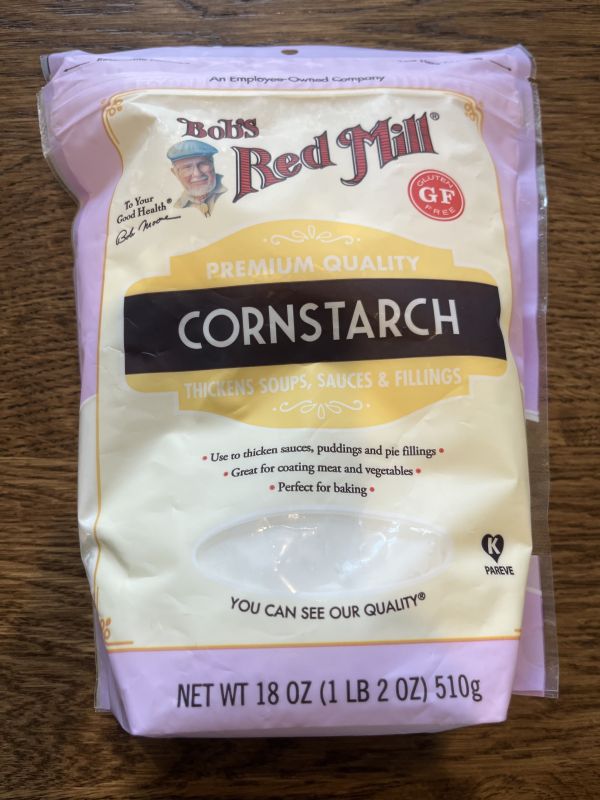 An Employee-Owned Company
Bob's
Red Mill®
To Your
Good Health®
Bob Moore
GLUTEN
GF
FREE
PREMIUM QUALITY
CORNSTARCH
THICKENS SOUPS, SAUCES & FILLINGS
• Use to thicken sauces, puddings and pie fillings •
• Great for coating meat and vegetables •
• Perfect for baking •
K
PAREVE
YOU CAN SEE OUR QUALITY®
NET WT 18 OZ (1 LB 2 OZ) 510g